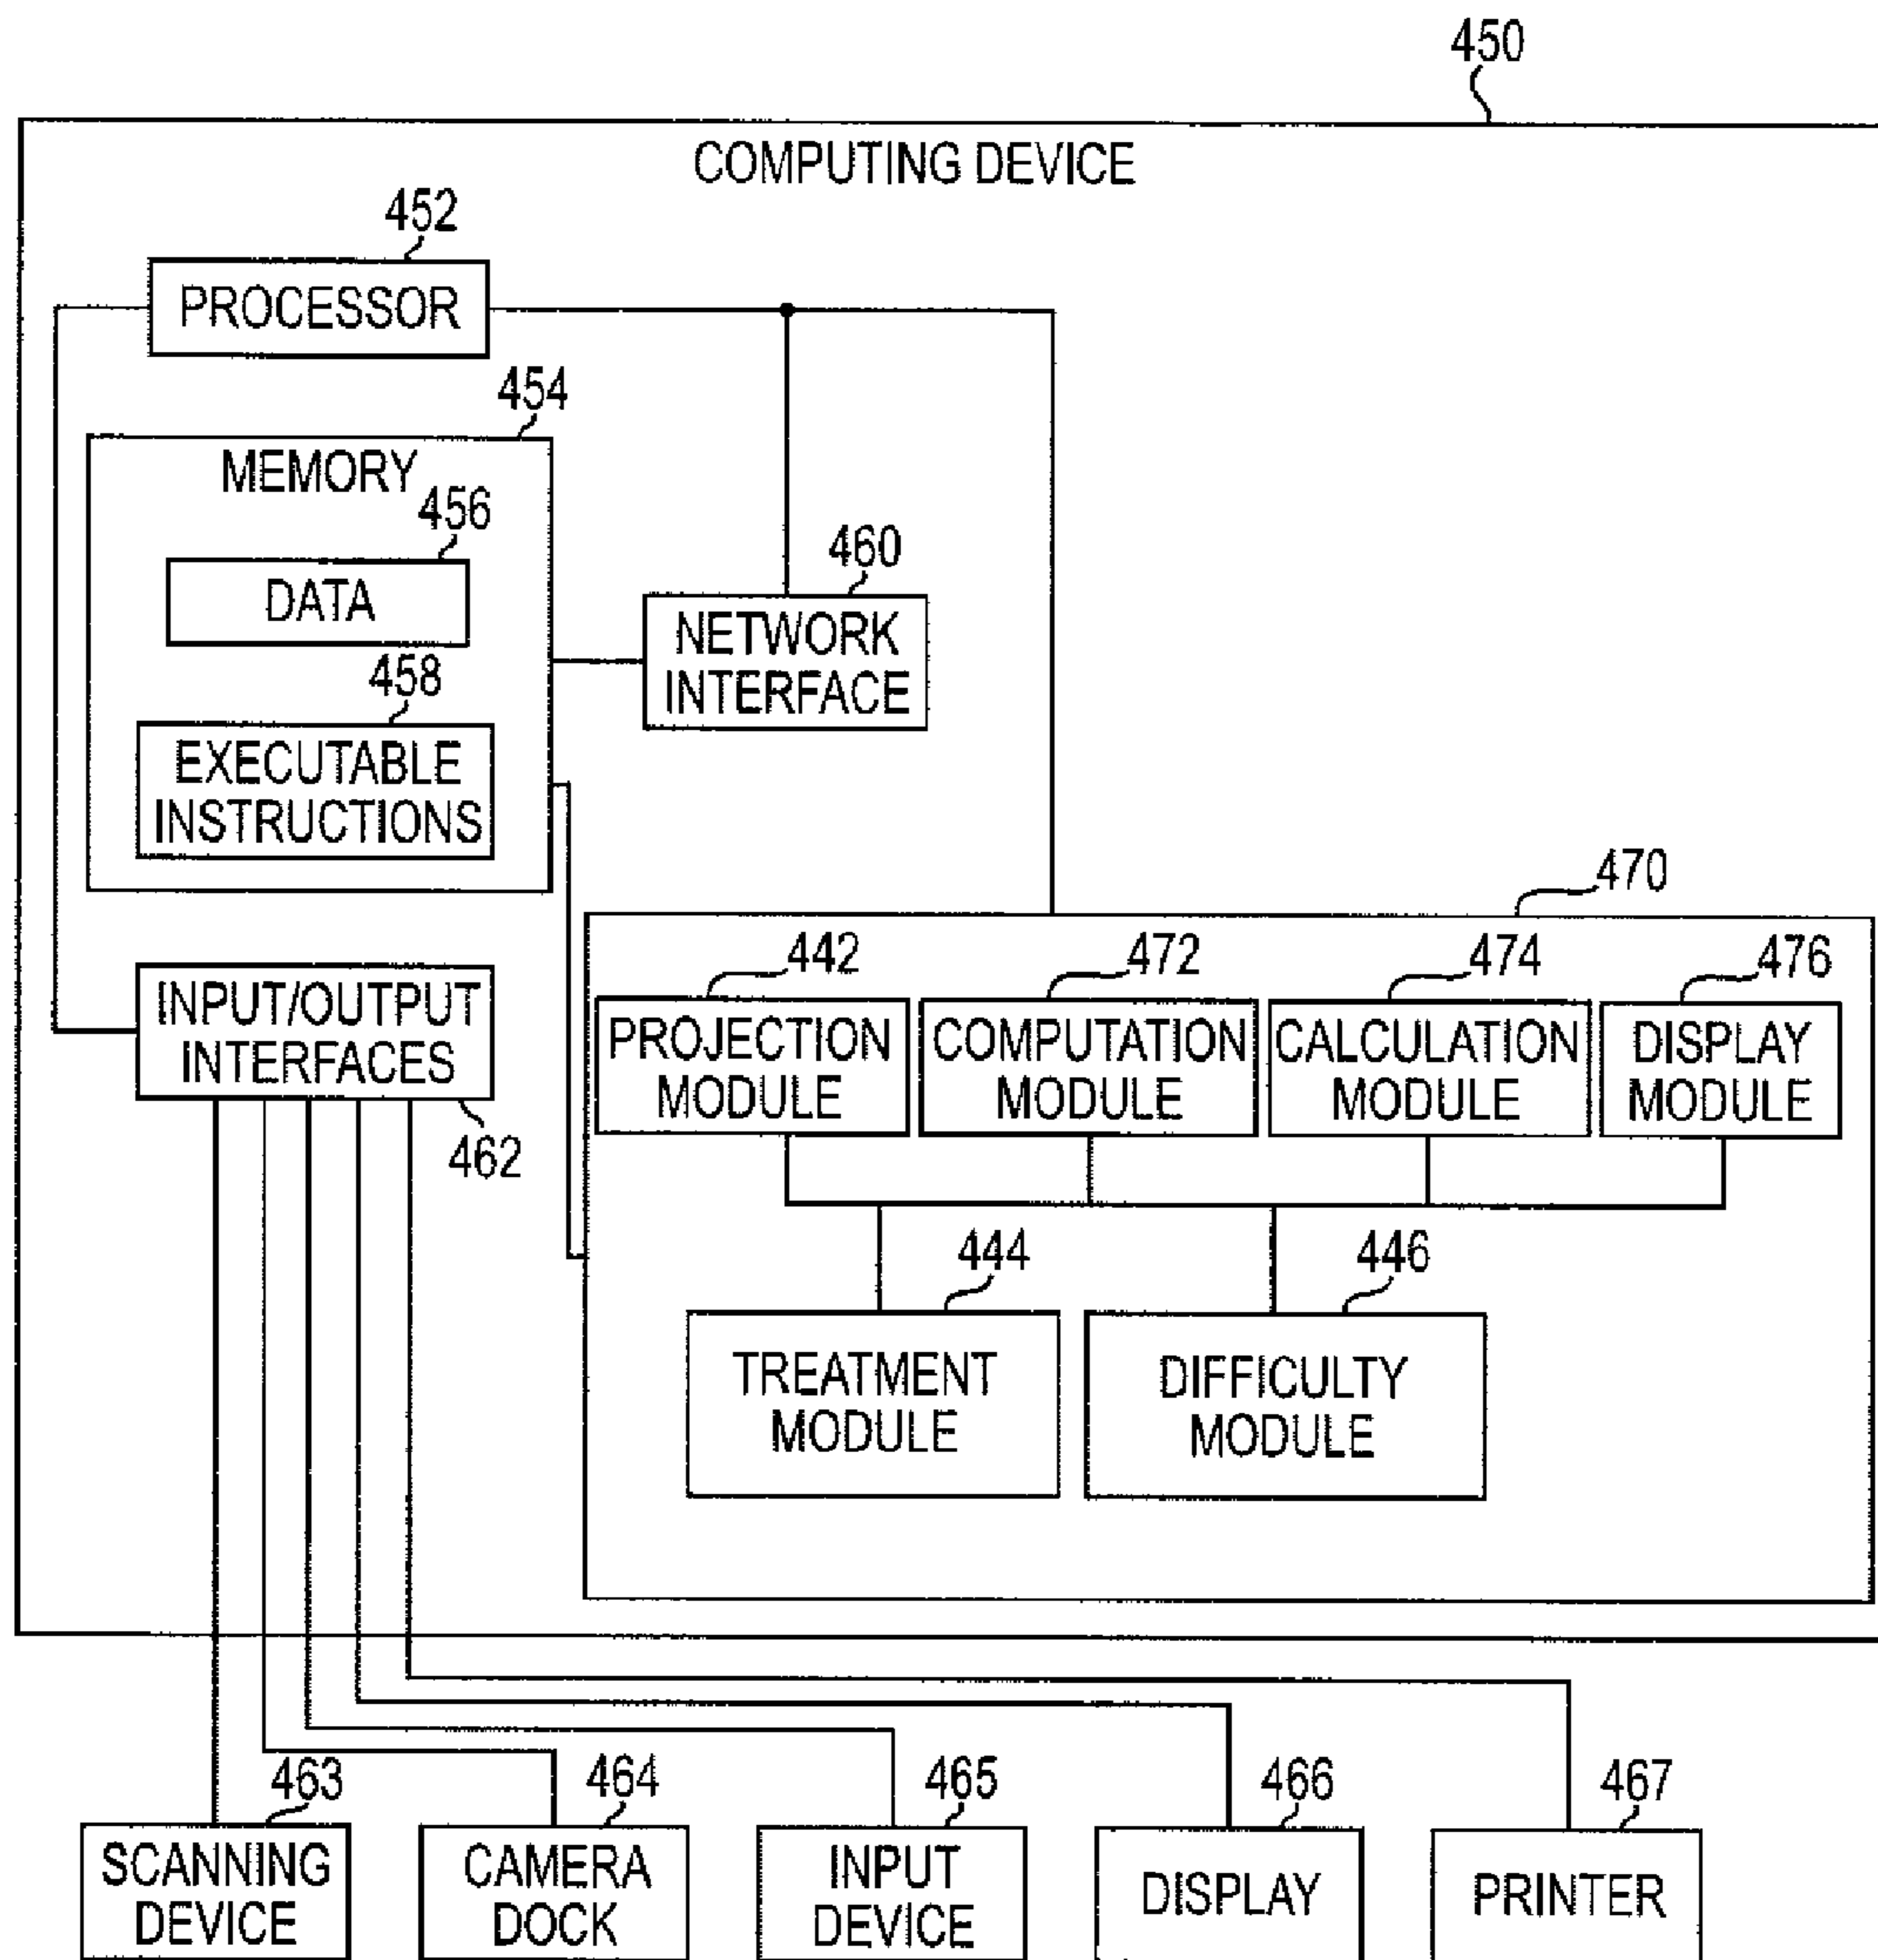 450
COMPUTING DEVICE
452
PROCESSOR
454
MEMORY
456
DATA
458
EXECUTABLE
INSTRUCTIONS
460
NETWORK
INTERFACE
470
INPUT/OUTPUT
INTERFACES
462
442
PROJECTION
MODULE
472
COMPUTATION
MODULE
474
CALCULATION
MODULE
476
DISPLAY
MODULE
444
TREATMENT
MODULE
446
DIFFICULTY
MODULE
463
SCANNING
DEVICE
464
CAMERA
DOCK
465
INPUT
DEVICE
466
DISPLAY
467
PRINTER